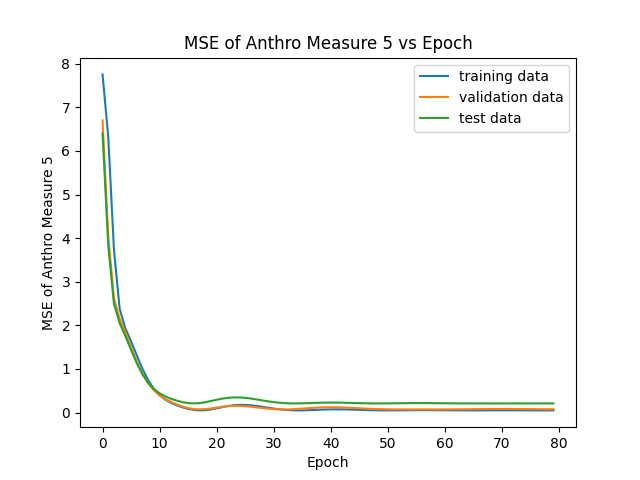 MSE of Anthro Measure 5 vs Epoch
MSE of Anthro Measure 5
8
7
6
5
4
3
2
1
0
training data
validation data
test data
0 10 20 30 40 50 60 70 80
Epoch